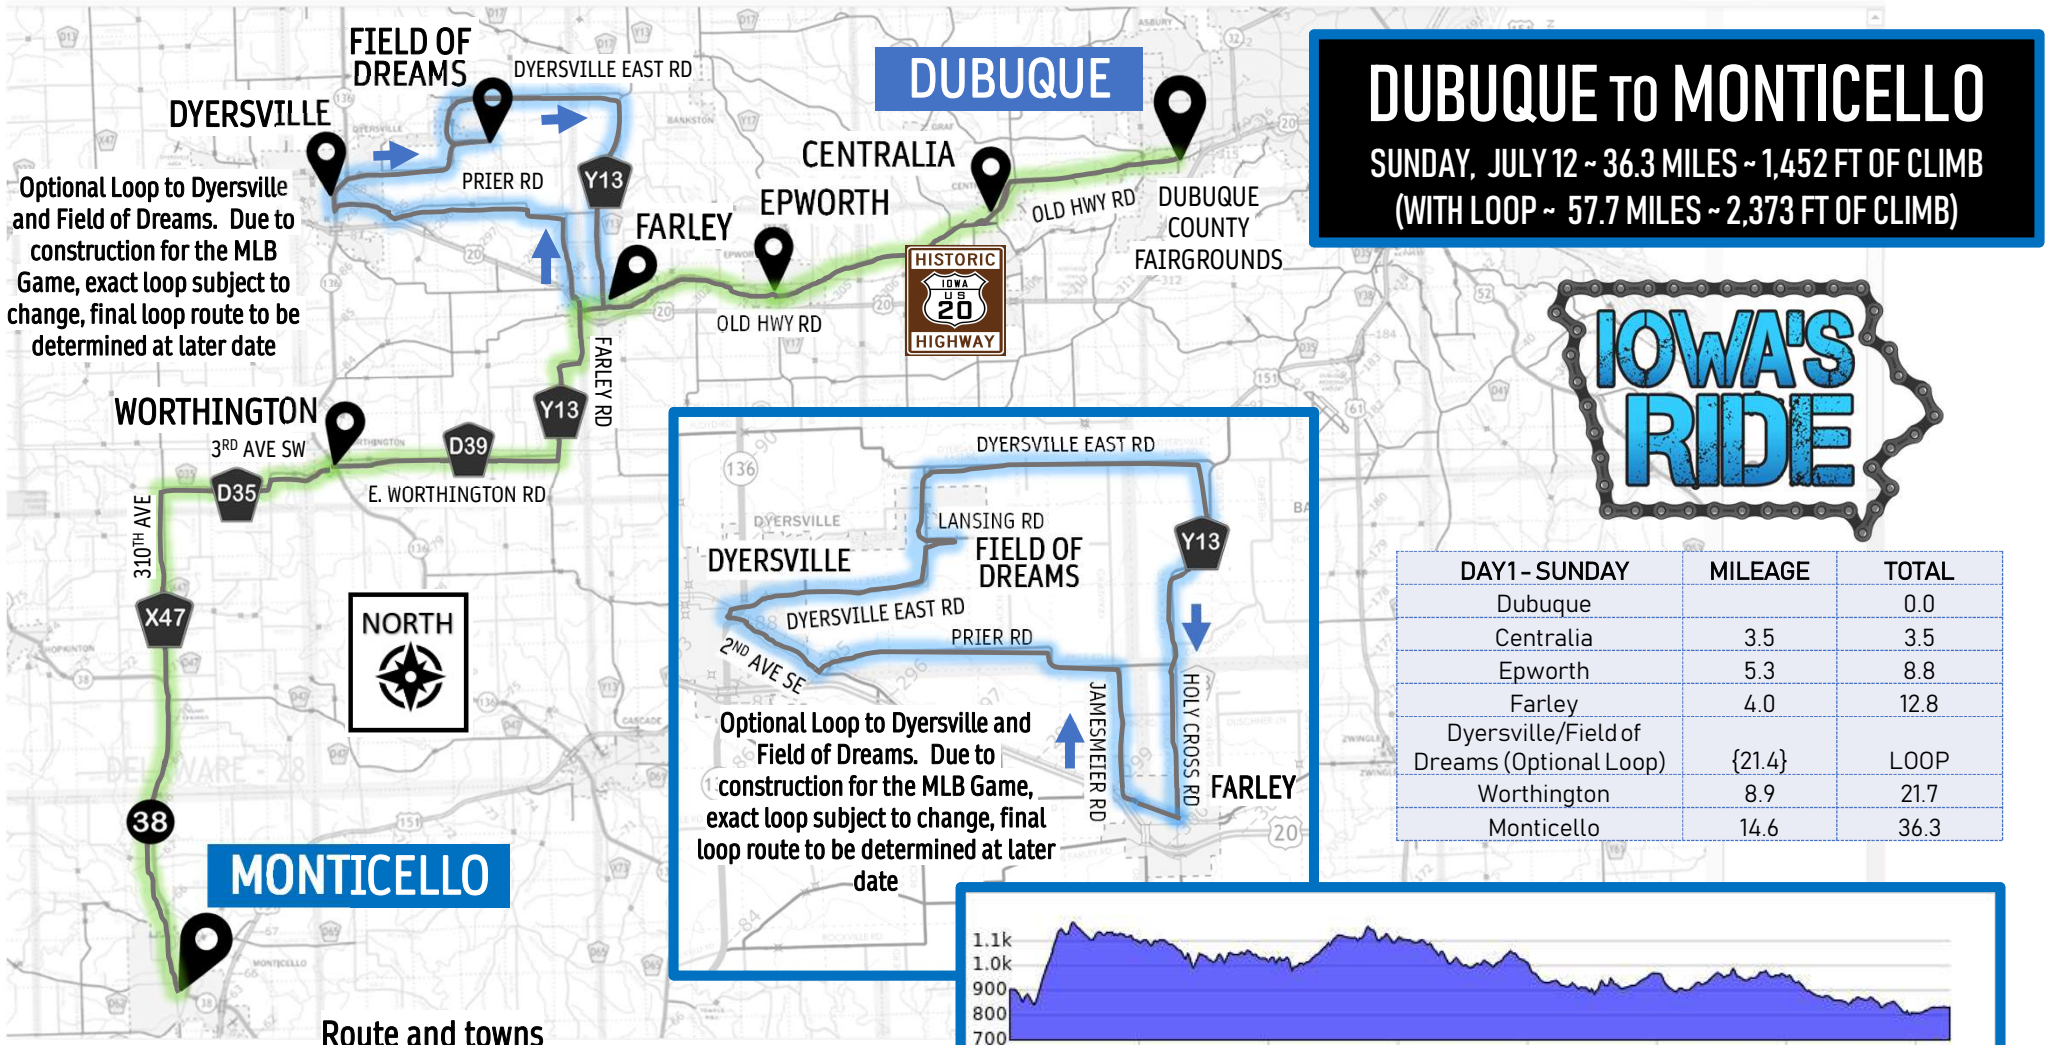 FIELD OF
DREAMS
DYERSVILLE EAST RD
DYERSVILLE
PRIER RD
Y13
Optional Loop to Dyersville
and Field of Dreams. Due to
construction for the MLB
Game, exact loop subject to
change, final loop route to be
determined at later date
DUBUQUE
CENTRALIA
EPWORTH
FARLEY
OLD HWY RD
DUBUQUE
COUNTY
FAIRGROUNDS
HISTORIC
IOWA
US
20
HIGHWAY
OLD HWY RD
FARLEY RD
Y13
WORTHINGTON
3RD AVE SW
D39
D35
E. WORTHINGTON RD
310TH AVE
X47
NORTH
38
MONTICELLO
Route and towns
DUBUQUE TO MONTICELLO
SUNDAY, JULY 12 ~ 36.3 MILES ~ 1,452 FT OF CLIMB
(WITH LOOP ~ 57.7 MILES ~ 2,373 FT OF CLIMB)
IOWA'S
RIDE
DYERSVILLE EAST RD
136
DYERSVILLE
LANSING RD
FIELD OF
DREAMS
Y13
DYERSVILLE
DYERSVILLE EAST RD
PRIER RD
2ND AVE SE
JAMESMEIER RD
HOLY CROSS RD
FARLEY
20
Optional Loop to Dyersville and
Field of Dreams. Due to
construction for the MLB Game,
exact loop subject to change, final
loop route to be determined at later
date
DAY1 - SUNDAY MILEAGE TOTAL
Dubuque 0.0
Centralia 3.5 3.5
Epworth 5.3 8.8
Farley 4.0 12.8
Dyersville/Field of
Dreams (Optional Loop) {21.4} LOOP
Worthington 8.9 21.7
Monticello 14.6 36.3
1.1k
1.0k
900
800
700